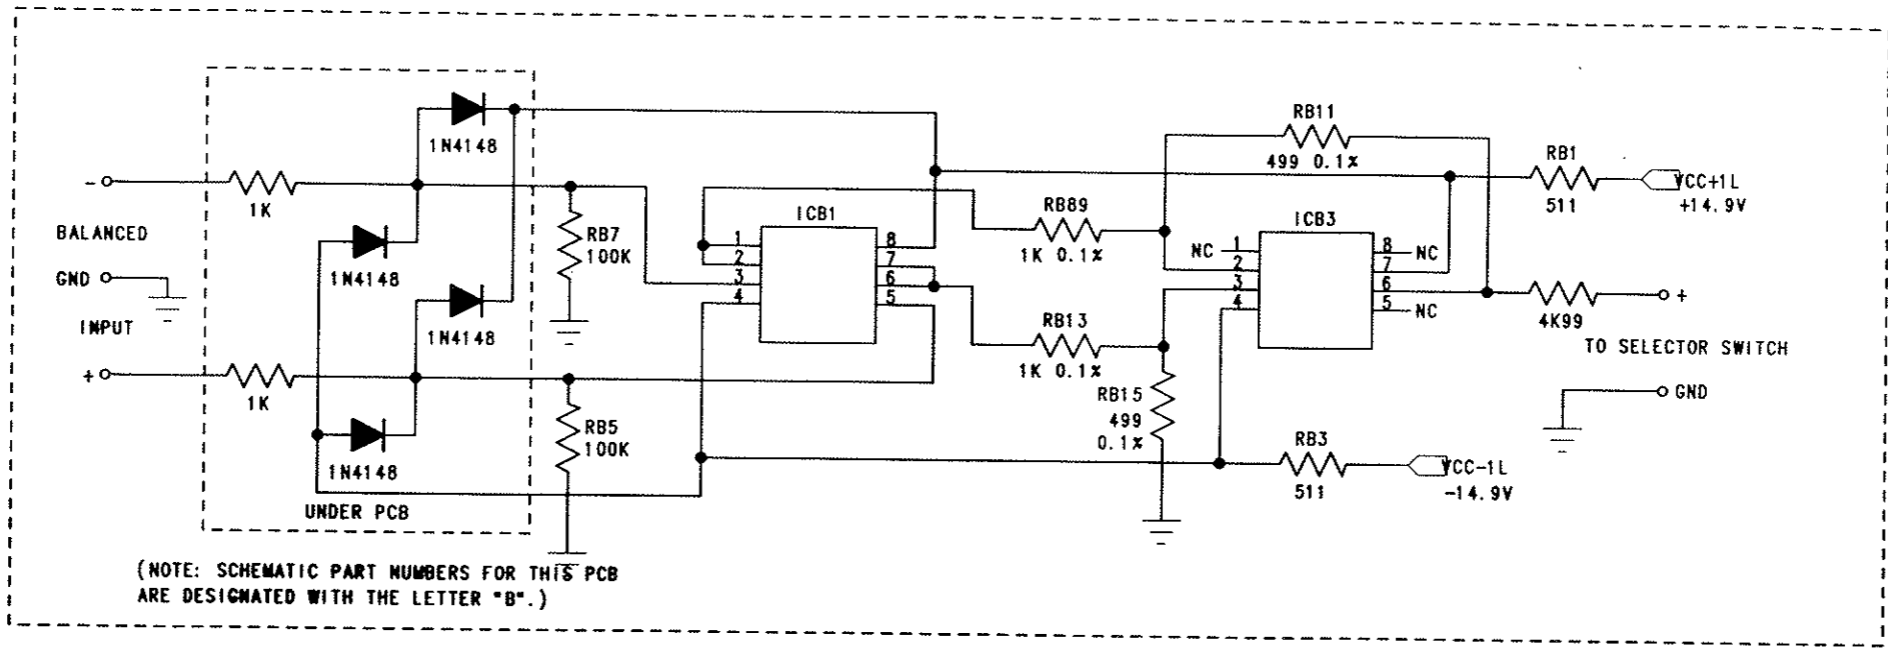 RB11
499 0.1%
1N4148
RB1
511
VCC+1L
+14.9V
-
1K
BALANCED
1N4148
RB7
100K
ICB1
1
2
3
4
8
7
6
5
RB89
1K 0.1%
ICB3
NC
1
2
3
4
8
7
6
5
NC
NC
GND
INPUT
1N4148
RB13
1K 0.1%
4K99
+
TO SELECTOR SWITCH
+
1K
RB15
499
0.1%
GND
1N4148
RB5
100K
RB3
511
VCC-1L
-14.9V
UNDER PCB
(NOTE: SCHEMATIC PART NUMBERS FOR THIS PCB
ARE DESIGNATED WITH THE LETTER "B".)